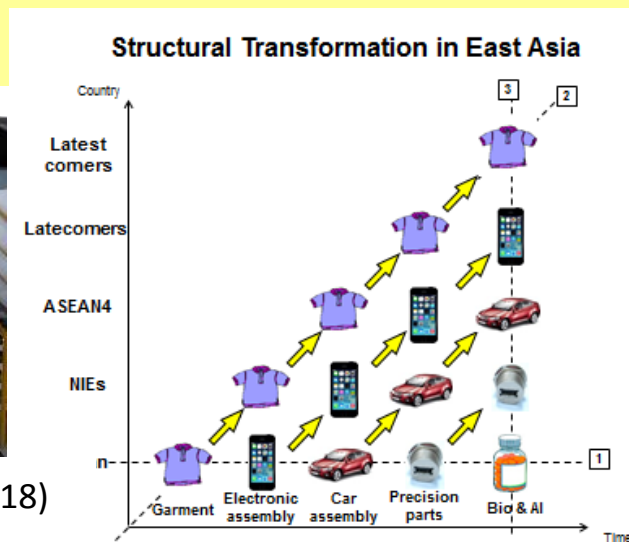 Structural Transformation in East Asia
Country
3
2
Latest
comers
Latecomers
ASEAN4
NIEs
n
1
18)
Garment
Electronic
assembly
Car
assembly
Precision
parts
Bio & AI
Time